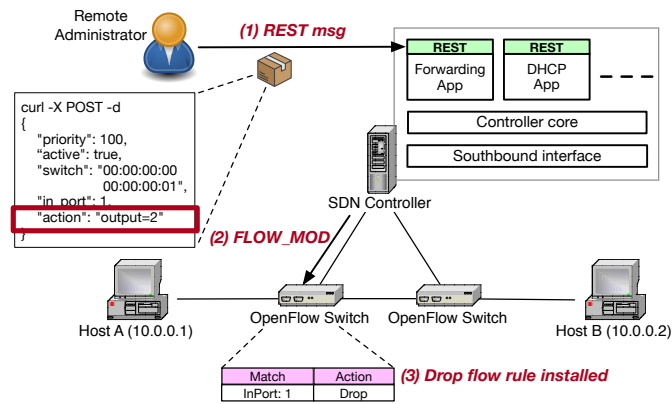 Remote
Administrator
(1) REST msg
REST
Forwarding
App
REST
DHCP
App
Controller core
Southbound interface
SDN Controller
curl -X POST -d
{
"priority": 100,
"active": true,
"switch": "00:00:00:00
00:00:00:01",
"in_port": 1,
"action": "output=2"
}
(2) FLOW_MOD
Host A (10.0.0.1)
OpenFlow Switch
OpenFlow Switch
Host B (10.0.0.2)
Match Action
InPort: 1 Drop
(3) Drop flow rule installed